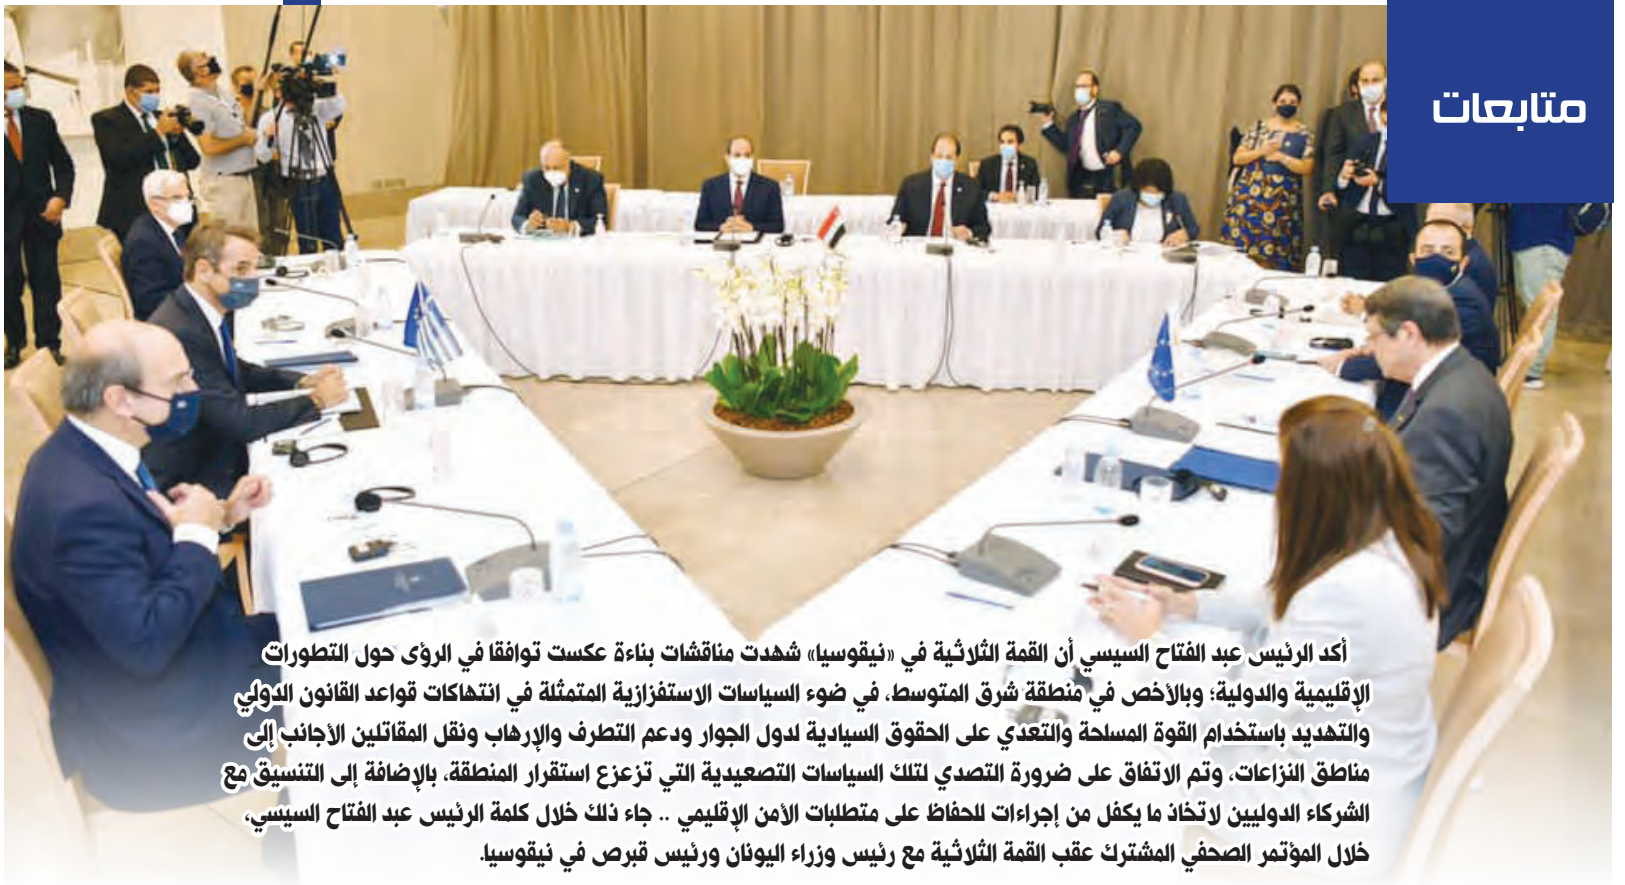 متابعات
أكد الرئيس عبد الفتاح السيسي أن القمة الثلاثية في «نيقوسيا» شهدت مناقشات بناءة عكست توافقا في الرؤى حول التطورات
الإقليمية والدولية؛ وبالأخص في منطقة شرق المتوسط، في ضوء السياسات الاستفزازية المتمثلة في انتهاكات قواعد القانون الدولي
والتهديد باستخدام القوة المسلحة والتعدي على الحقوق السيادية لدول الجوار ودعم التطرف والإرهاب ونقل المقاتلين الأجانب إلى
مناطق النزاعات، وتم الاتفاق على ضرورة التصدي لتلك السياسات التصعيدية التي تزعزع استقرار المنطقة، بالإضافة إلى التنسيق مع
الشركاء الدوليين لاتخاذ ما يكفل من إجراءات للحفاظ على متطلبات الأمن الإقليمي .. جاء ذلك خلال كلمة الرئيس عبد الفتاح السيسي،
خلال المؤتمر الصحفي المشترك عقب القمة الثلاثية مع رئيس وزراء اليونان ورئيس قبرص في نيقوسيا.